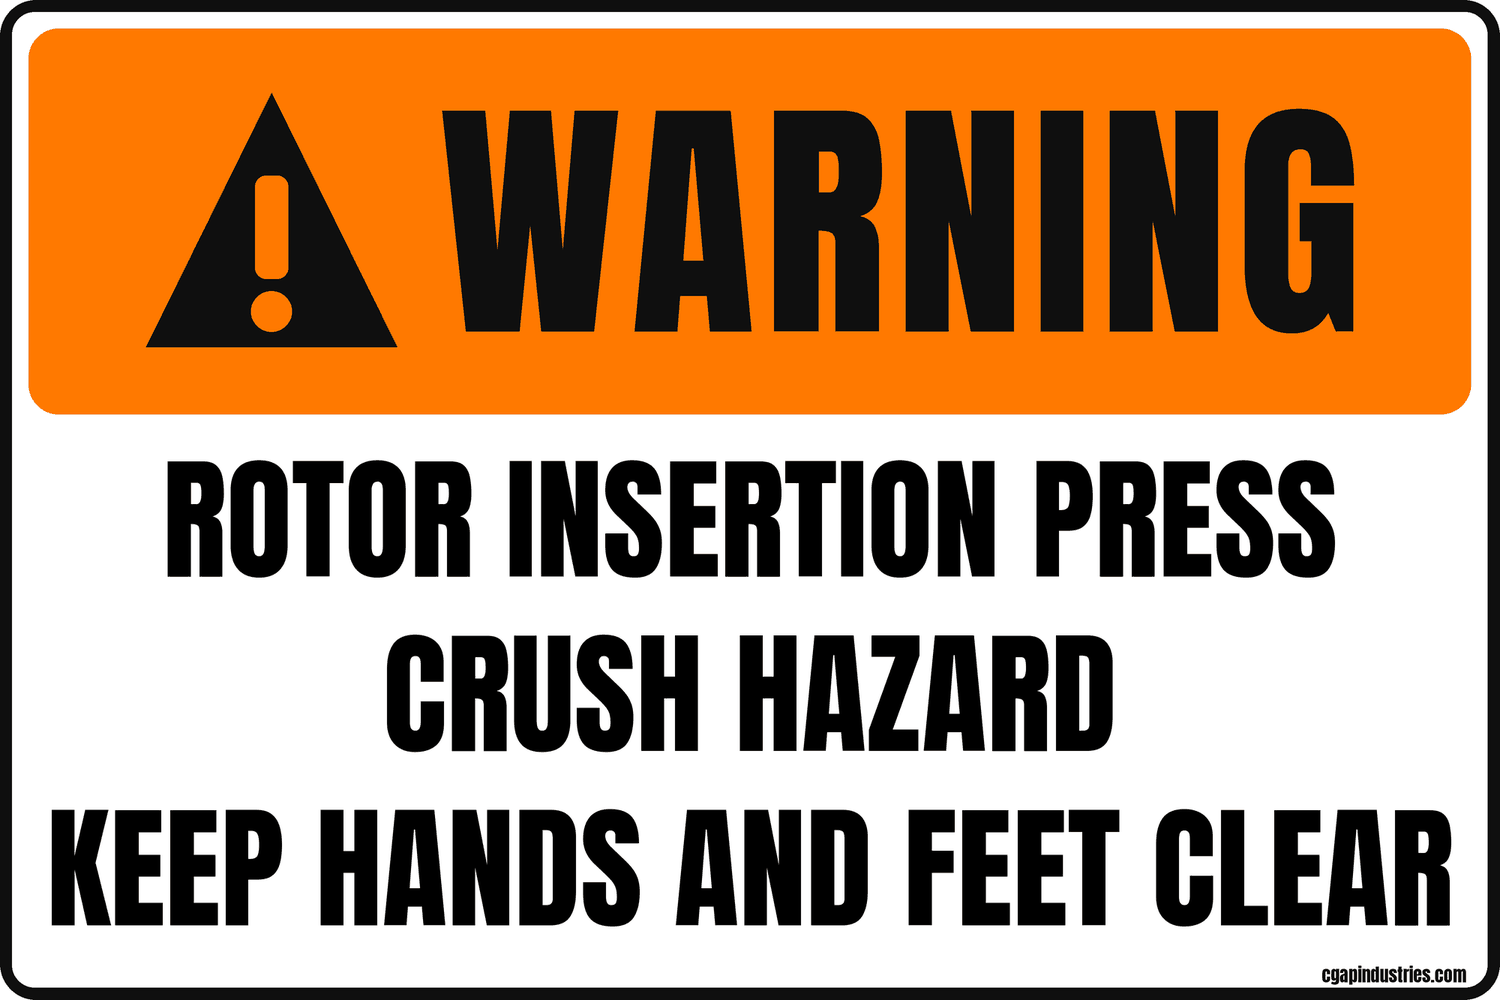 WARNING
ROTOR INSERTION PRESS
CRUSH HAZARD
KEEP HANDS AND FEET CLEAR
cgapindustries.com